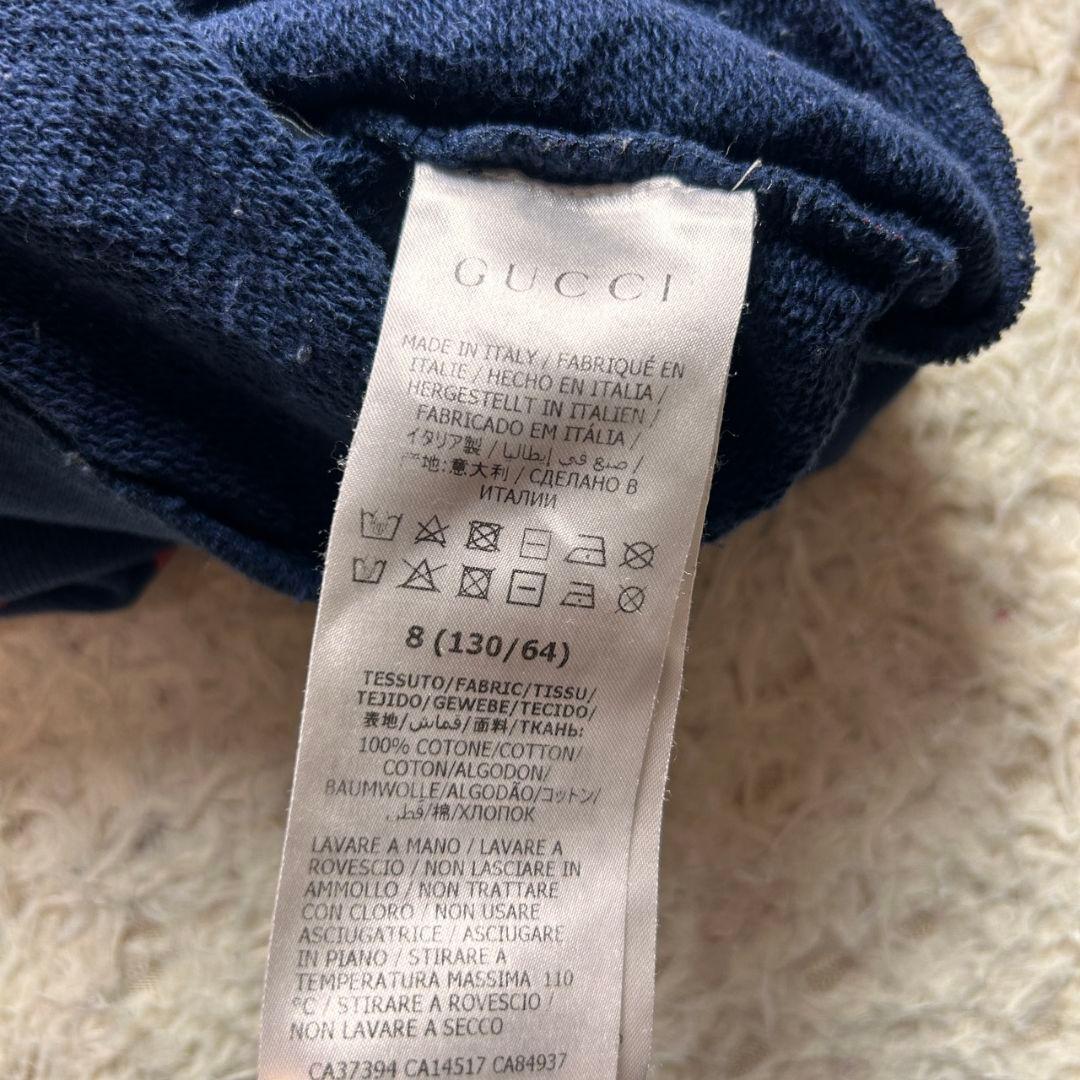 GUCCI
MADE IN ITALY / FABRIQUÉ EN
ITALIE / HECHO EN ITALIA /
HERGESTELLT IN ITALIEN /
FABRICADO EM ITÁLIA /
イタリア製 / صنع في إيطاليا /
地:意大利 / СДЕЛАНО В
ИТАЛИИ
8 (130/64)
TESSUTO/FABRIC/TISSU/
TEJIDO/GEWEBE/TECIDO/
表地/قماش/面料/ТКАНЬ:
100% COTONE/COTTON/
COTON/ALGODON/
BAUMWOLLE/ALGODÃO/コットン/
قطن/棉/ХЛОПОК
LAVARE A MANO / LAVARE A
ROVESCIO / NON LASCIARE IN
AMMOLLO / NON TRATTARE
CON CLORO / NON USARE
ASCIUGATRICE / ASCIUGARE
IN PIANO / STIRARE A
TEMPERATURA MASSIMA 110
°C / STIRARE A ROVESCIO /
NON LAVARE A SECCO
CA37394 CA14517 CA84937